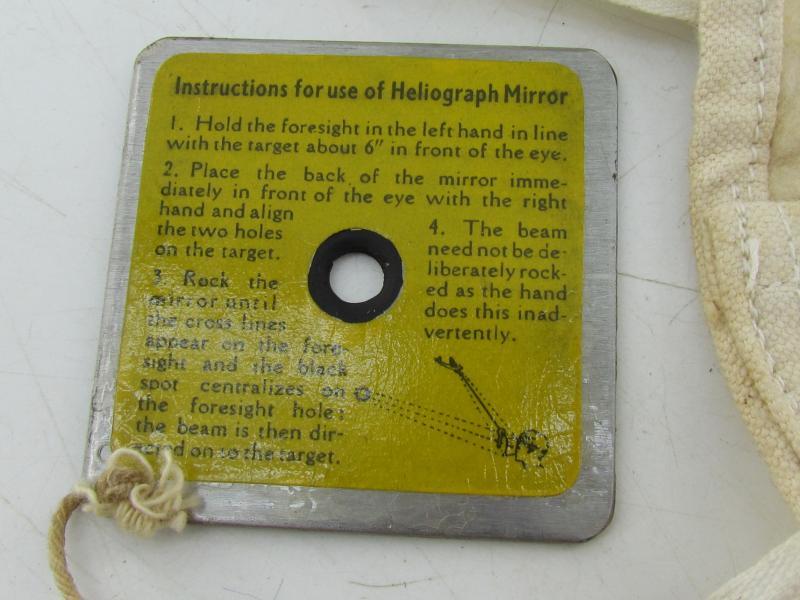 Instructions for use of Heliograph Mirror
1. Hold the foresight in the left hand in line
with the target about 6" in front of the eye.
2. Place the back of the mirror imme-
diately in front of the eye with the right
hand and align
the two holes
on the target.
3. Rock the
mirror until
the cross lines
appear on the fore-
sight and the black
spot centralizes on
the foresight hole:
the beam is then dir-
ected on to the target.
4. The beam
need not be de-
liberately rock-
ed as the hand
does this inad-
vertently.